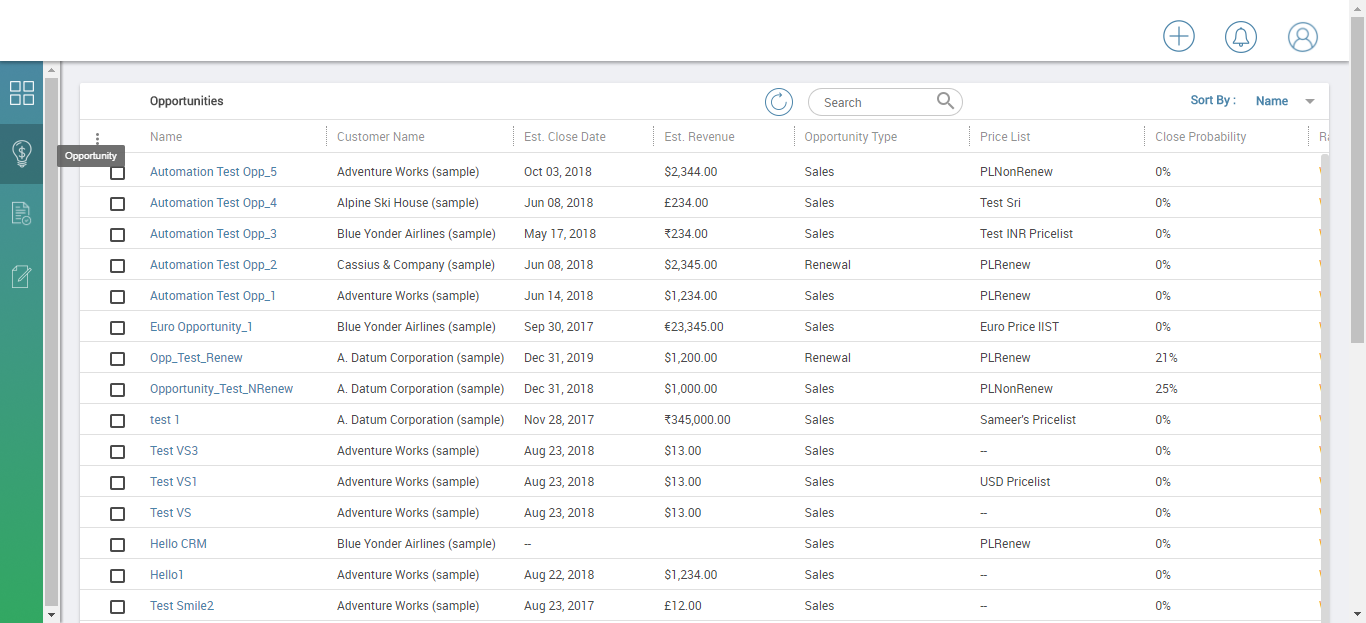 Opportunities Search Sort By : Name
Name Customer Name Est. Close Date Est. Revenue Opportunity Type Price List Close Probability
Opportunity
Automation Test Opp_5 Adventure Works (sample) Oct 03, 2018 $2,344.00 Sales PLNonRenew 0%
Automation Test Opp_4 Alpine Ski House (sample) Jun 08, 2018 £234.00 Sales Test Sri 0%
Automation Test Opp_3 Blue Yonder Airlines (sample) May 17, 2018 ₹234.00 Sales Test INR Pricelist 0%
Automation Test Opp_2 Cassius & Company (sample) Jun 08, 2018 $2,345.00 Renewal PLRenew 0%
Automation Test Opp_1 Adventure Works (sample) Jun 14, 2018 $1,234.00 Sales PLRenew 0%
Euro Opportunity_1 Blue Yonder Airlines (sample) Sep 30, 2017 €23,345.00 Sales Euro Price lIST 0%
Opp_Test_Renew A. Datum Corporation (sample) Dec 31, 2019 $1,200.00 Renewal PLRenew 21%
Opportunity_Test_NRenew A. Datum Corporation (sample) Dec 31, 2018 $1,000.00 Sales PLNonRenew 25%
test 1 A. Datum Corporation (sample) Nov 28, 2017 ₹345,000.00 Sales Sameer's Pricelist 0%
Test VS3 Adventure Works (sample) Aug 23, 2018 $13.00 Sales -- 0%
Test VS1 Adventure Works (sample) Aug 23, 2018 $13.00 Sales USD Pricelist 0%
Test VS Adventure Works (sample) Aug 23, 2018 $13.00 Sales -- 0%
Hello CRM Blue Yonder Airlines (sample) -- Sales PLRenew 0%
Hello1 Adventure Works (sample) Aug 22, 2018 $1,234.00 Sales -- 0%
Test Smile2 Adventure Works (sample) Aug 23, 2017 £12.00 Sales -- 0%